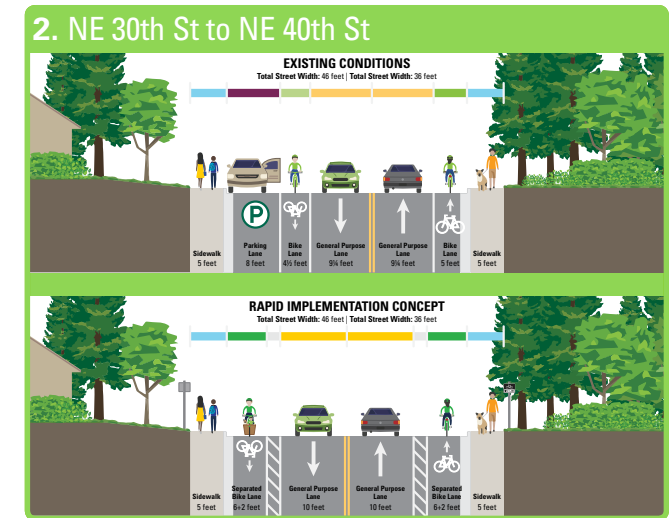 2. NE 30th St to NE 40th St
EXISTING CONDITIONS
Total Street Width: 46 feet | Total Street Width: 36 feet
P
Sidewalk
5 feet
Parking
Lane
8 feet
Bike
Lane
4½ feet
General Purpose
Lane
9¼ feet
General Purpose
Lane
9¼ feet
Bike
Lane
5 feet
Sidewalk
5 feet
RAPID IMPLEMENTATION CONCEPT
Total Street Width: 46 feet | Total Street Width: 36 feet
Sidewalk
5 feet
Separated
Bike Lane
6+2 feet
General Purpose
Lane
10 feet
General Purpose
Lane
10 feet
Separated
Bike Lane
6+2 feet
Sidewalk
5 feet